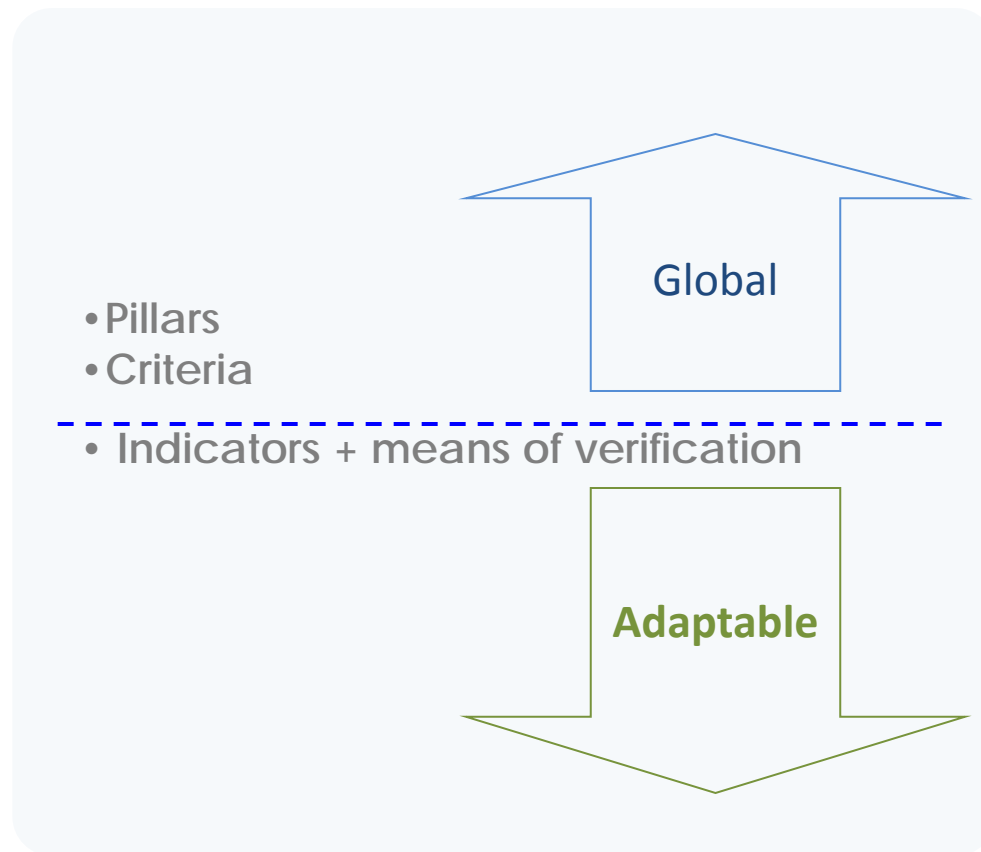 Global
•Pillars
•Criteria
• Indicators + means of verification
Adaptable